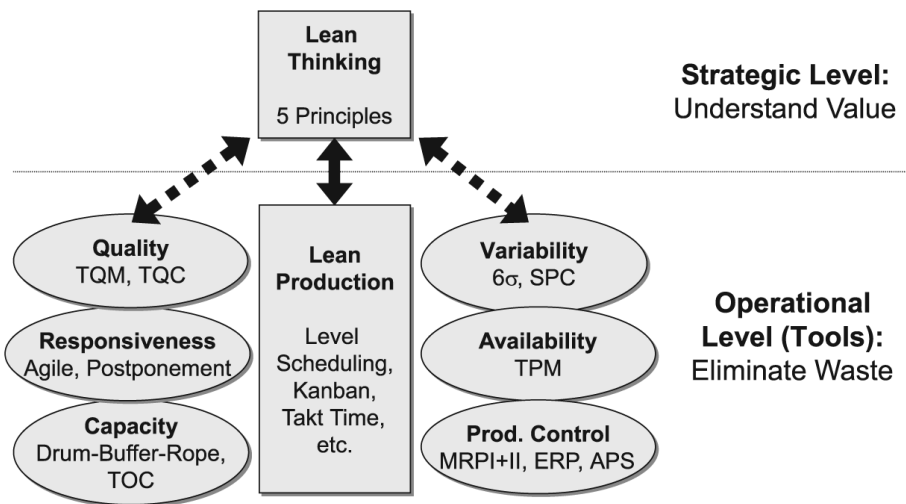 Lean
Thinking
5 Principles
Strategic Level:
Understand Value
Quality
TQM, TQC
Responsiveness
Agile, Postponement
Capacity
Drum-Buffer-Rope,
TOC
Lean
Production
Level
Scheduling,
Kanban,
Takt Time,
etc.
Variability
6σ, SPC
Availability
TPM
Prod. Control
MRPI+II, ERP, APS
Operational
Level (Tools):
Eliminate Waste